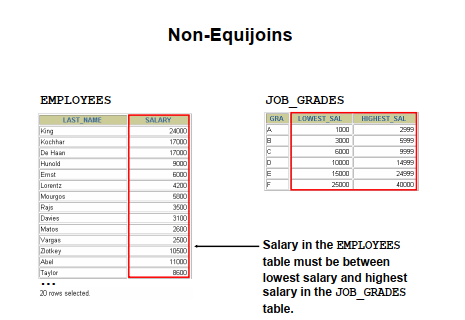 Non-Equijoins
EMPLOYEES
LAST_NAME SALARY
King 24000
Kochhar 17000
De Haan 17000
Hunold 9000
Ernst 6000
Lorentz 4200
Mourgos 5800
Rajs 3500
Davies 3100
Matos 2600
Vargas 2500
Zlotkey 10500
Abel 11000
Taylor 8600
...
20 rows selected.
JOB_GRADES
GRA LOWEST_SAL HIGHEST_SAL
A 1000 2999
B 3000 5999
C 6000 9999
D 10000 14999
E 15000 24999
F 25000 40000
Salary in the EMPLOYEES
table must be between
lowest salary and highest
salary in the JOB_GRADES
table.